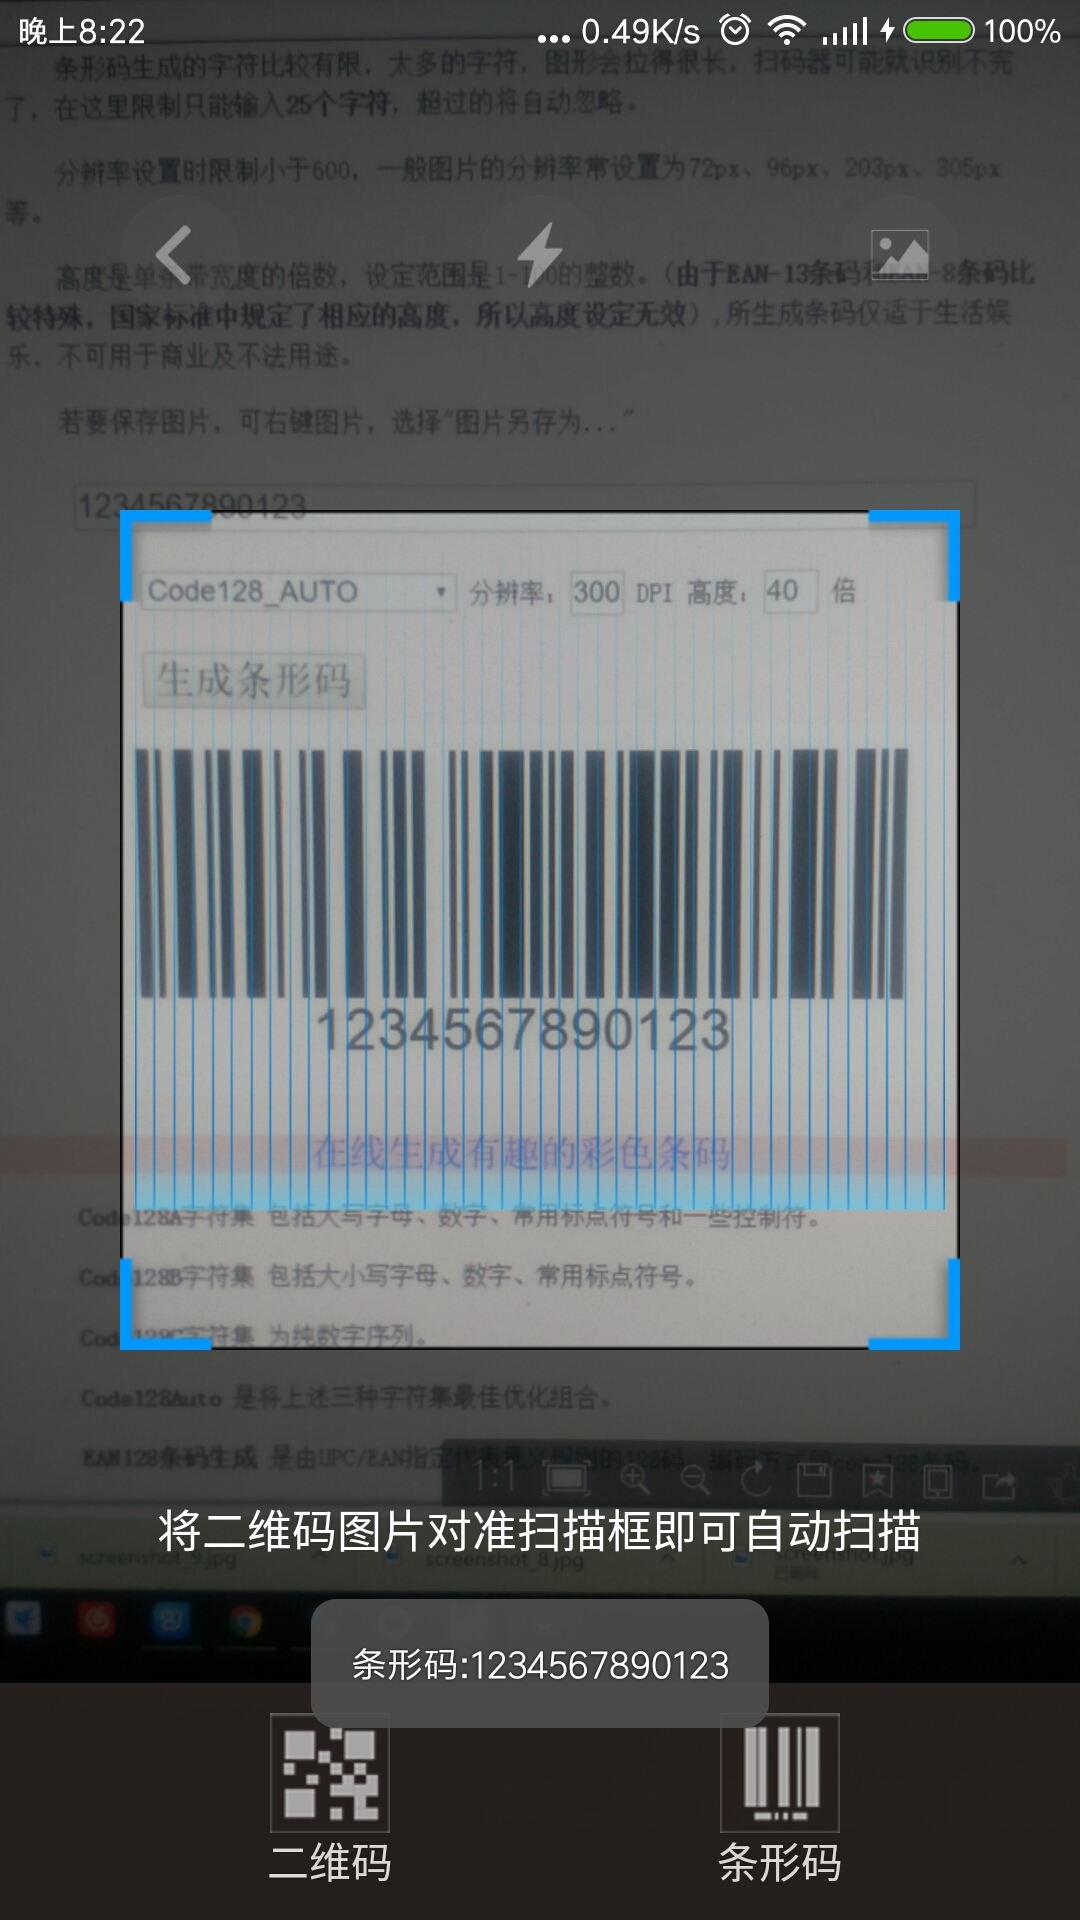 晚上8:22
... 0.49K/s 100%
条形码生成的字符比较有限，太多的字符，图形会拉得很长，扫码器可能就识别不完
了，在这里限制只能输入25个字符，超过的将自动忽略。
分辨率设置时限制小于600，一般图片的分辨率常设置为72px、96px、203px、305px
等。
高度是单条带宽度的倍数，设定范围是1-100的整数。（由于EAN-13条码和EAN-8条码比
较特殊，国家标准中规定了相应的高度，所以高度设定无效）,所生成条码仅适于生活娱
乐，不可用于商业及不法用途。
若要保存图片，可右键图片，选择"图片另存为..."
1234567890123
Code128_AUTO 分辨率: 300 DPI 高度: 40 倍
生成条形码
1234567890123
在线生成有趣的彩色条码
Code128A字符集 包括大写字母、数字、常用标点符号和一些控制符。
Code128B字符集 包括大小写字母、数字、常用标点符号。
Code128C字符集 为纯数字序列。
Code128Auto 是将上述三种字符集最佳优化组合。
EAN128条码生成 是由UPC/EAN指定
1:1
将二维码图片对准扫描框即可自动扫描
screenshot_9.jpg screenshot_8.jpg screenshot.jpg
已删除
条形码:1234567890123
二维码 条形码